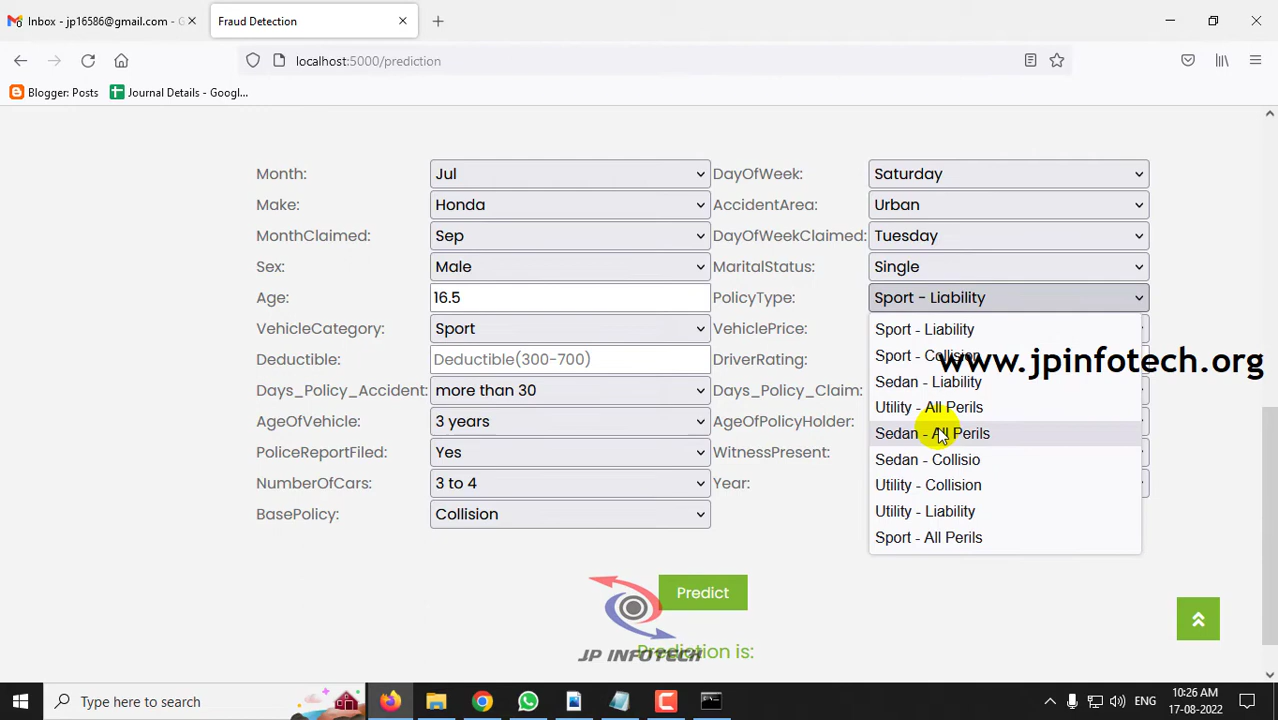 Inbox - jp16586@gmail.com - G
Fraud Detection
localhost:5000/prediction
Blogger: Posts
Journal Details - Googl...
Month: Jul DayOfWeek: Saturday
Make: Honda AccidentArea: Urban
MonthClaimed: Sep DayOfWeekClaimed: Tuesday
Sex: Male MaritalStatus: Single
Age: 16.5 PolicyType: Sport - Liability
VehicleCategory: Sport VehiclePrice: Sport - Liability
Sport - Collision
www.jpinfotech.org
Deductible: Deductible(300-700) DriverRating:
Sedan - Liability
Days_Policy_Accident: more than 30 Days_Policy_Claim:
Utility - All Perils
AgeOfVehicle: 3 years AgeOfPolicyHolder:
Sedan - All Perils
PoliceReportFiled: Yes WitnessPresent: Sedan - Collisio
NumberOfCars: 3 to 4 Year: Utility - Collision
BasePolicy: Collision Utility - Liability
Sport - All Perils
Predict
Prediction is:
JP INFOTECH
Type here to search
ENG
10:26 AM
17-08-2022